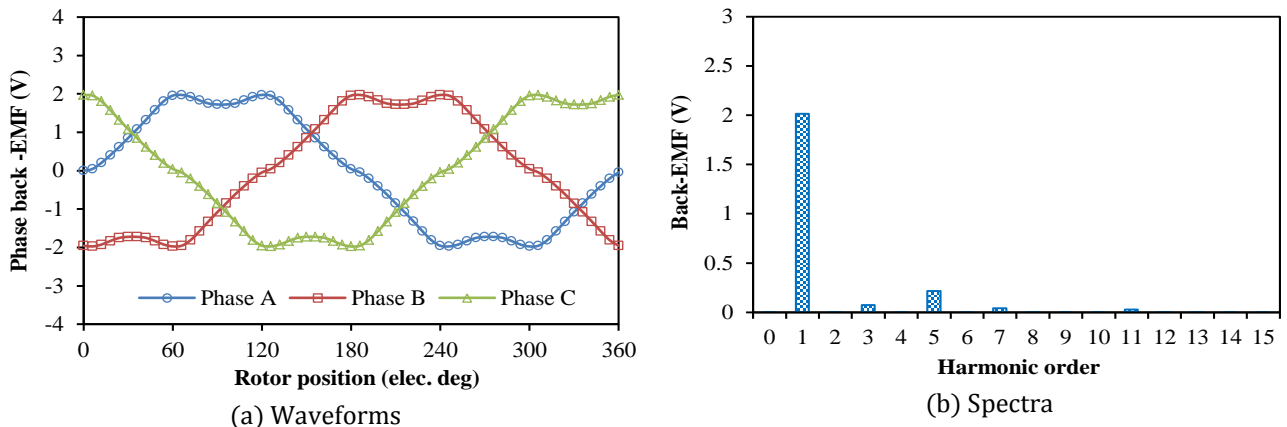 4
3
2
1
0
-1
-2
-3
-4
Phase back -EMF (V)
Phase A Phase B Phase C
0 60 120 180 240 300 360
Rotor position (elec. deg)
(a) Waveforms
3
2.5
2
1.5
1
0.5
0
Back-EMF (V)
0 1 2 3 4 5 6 7 8 9 10 11 12 13 14 15
Harmonic order
(b) Spectra